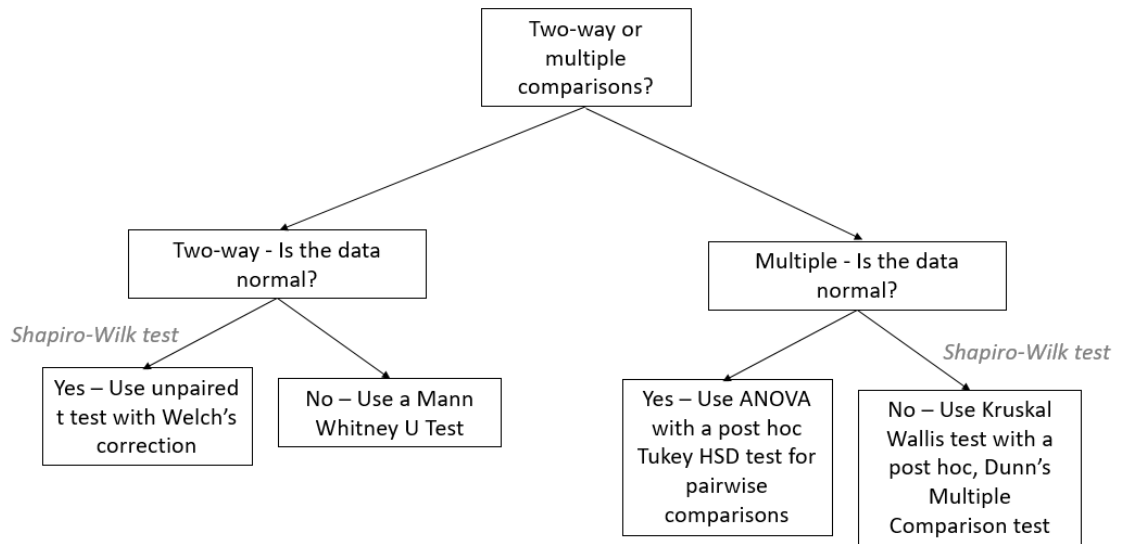 Two-way or
multiple
comparisons?
Two-way - Is the data
normal?
Multiple - Is the data
normal?
Shapiro-Wilk test
Shapiro-Wilk test
Yes – Use unpaired
t test with Welch’s
correction
No – Use a Mann
Whitney U Test
Yes – Use ANOVA
with a post hoc
Tukey HSD test for
pairwise
comparisons
No – Use Kruskal
Wallis test with a
post hoc, Dunn’s
Multiple
Comparison test